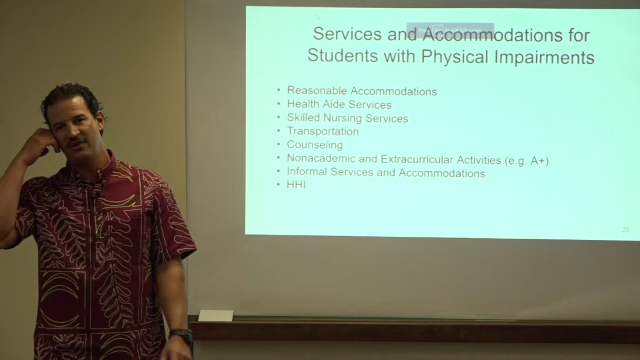 Services and Accommodations for
Students with Physical Impairments
• Reasonable Accommodations
• Health Aide Services
• Skilled Nursing Services
• Transportation
• Counseling
• Nonacademic and Extracurricular Activities (e.g. A+)
• Informal Services and Accommodations
• HHI